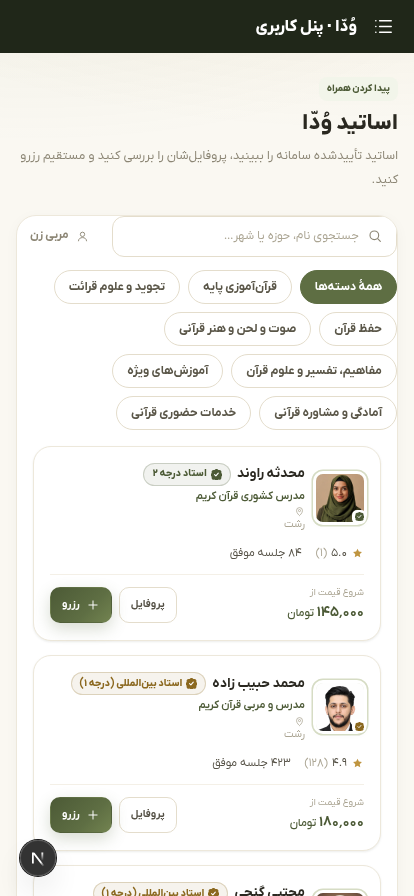 وُدّا · پنل کاربری
پیدا کردن همراه
اساتید وُدّا
اساتید تأییدشده سامانه را ببینید، پروفایل‌شان را بررسی کنید و مستقیم رزرو
کنید.
جستجوی نام، حوزه یا شهر...
مربی زن
همهٔ دسته‌ها
قرآن‌آموزی پایه
تجوید و علوم قرائت
حفظ قرآن
صوت و لحن و هنر قرآنی
مفاهیم، تفسیر و علوم قرآن
آموزش‌های ویژه
آمادگی و مشاوره قرآنی
خدمات حضوری قرآنی
محدثه راوند
استاد درجه ۲
مدرس کشوری قرآن کریم
رشت
۵.۰ (۱) ۸۴ جلسه موفق
شروع قیمت از
۱۴۵٬۰۰۰ تومان
پروفایل
رزرو
محمد حبیب زاده
استاد بین‌المللی (درجه ۱)
مدرس و مربی قرآن کریم
رشت
۴.۹ (۱۲۸) ۴۲۳ جلسه موفق
شروع قیمت از
۱۸۰٬۰۰۰ تومان
پروفایل
رزرو
N
مجتبی گنجی
استاد بین‌المللی (درجه ۱)